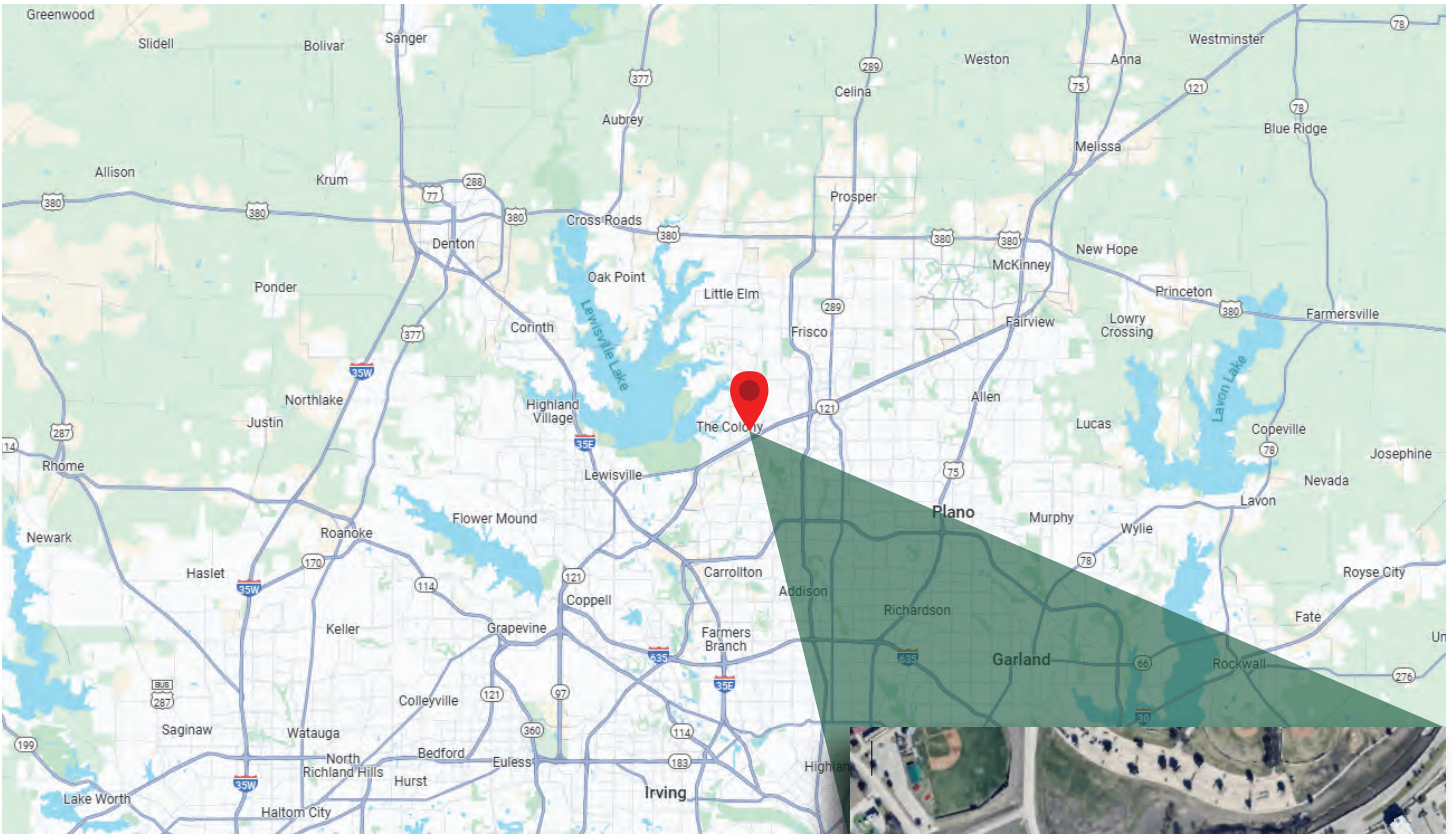 Greenwood
Slidell
Bolivar
Sanger
377
289
Weston
Westminster
78
Anna
75
121
Celina
78
Aubrey
Blue Ridge
Melissa
Allison
Krum
288
77
380
380
380
Prosper
Cross Roads
380
380
380
Denton
New Hope
McKinney
Oak Point
Ponder
Little Elm
Princeton
380
289
Farmersville
Lewisville Lake
Corinth
377
Frisco
Fairview
Lowry
Crossing
35W
Northlake
Allen
Lavon Lake
Highland
Village
121
Justin
The Colony
Lucas
Copeville
287
35E
14
78
Josephine
Rhome
Lewisville
75
Nevada
Lavon
Flower Mound
Plano
Murphy
Wylie
Newark
Roanoke
170
78
Haslet
35W
114
121
Carrollton
Royse City
Coppell
Addison
Richardson
Fate
Keller
Grapevine
Farmers
Branch
Un
635
635
Garland
66
Rockwall
276
BUS
287
35E
121
97
Colleyville
30
Saginaw
Watauga
360
114
199
North
Richland Hills
Bedford
Euless
183
Highlan
35W
Hurst
Irving
Lake Worth
Haltom City